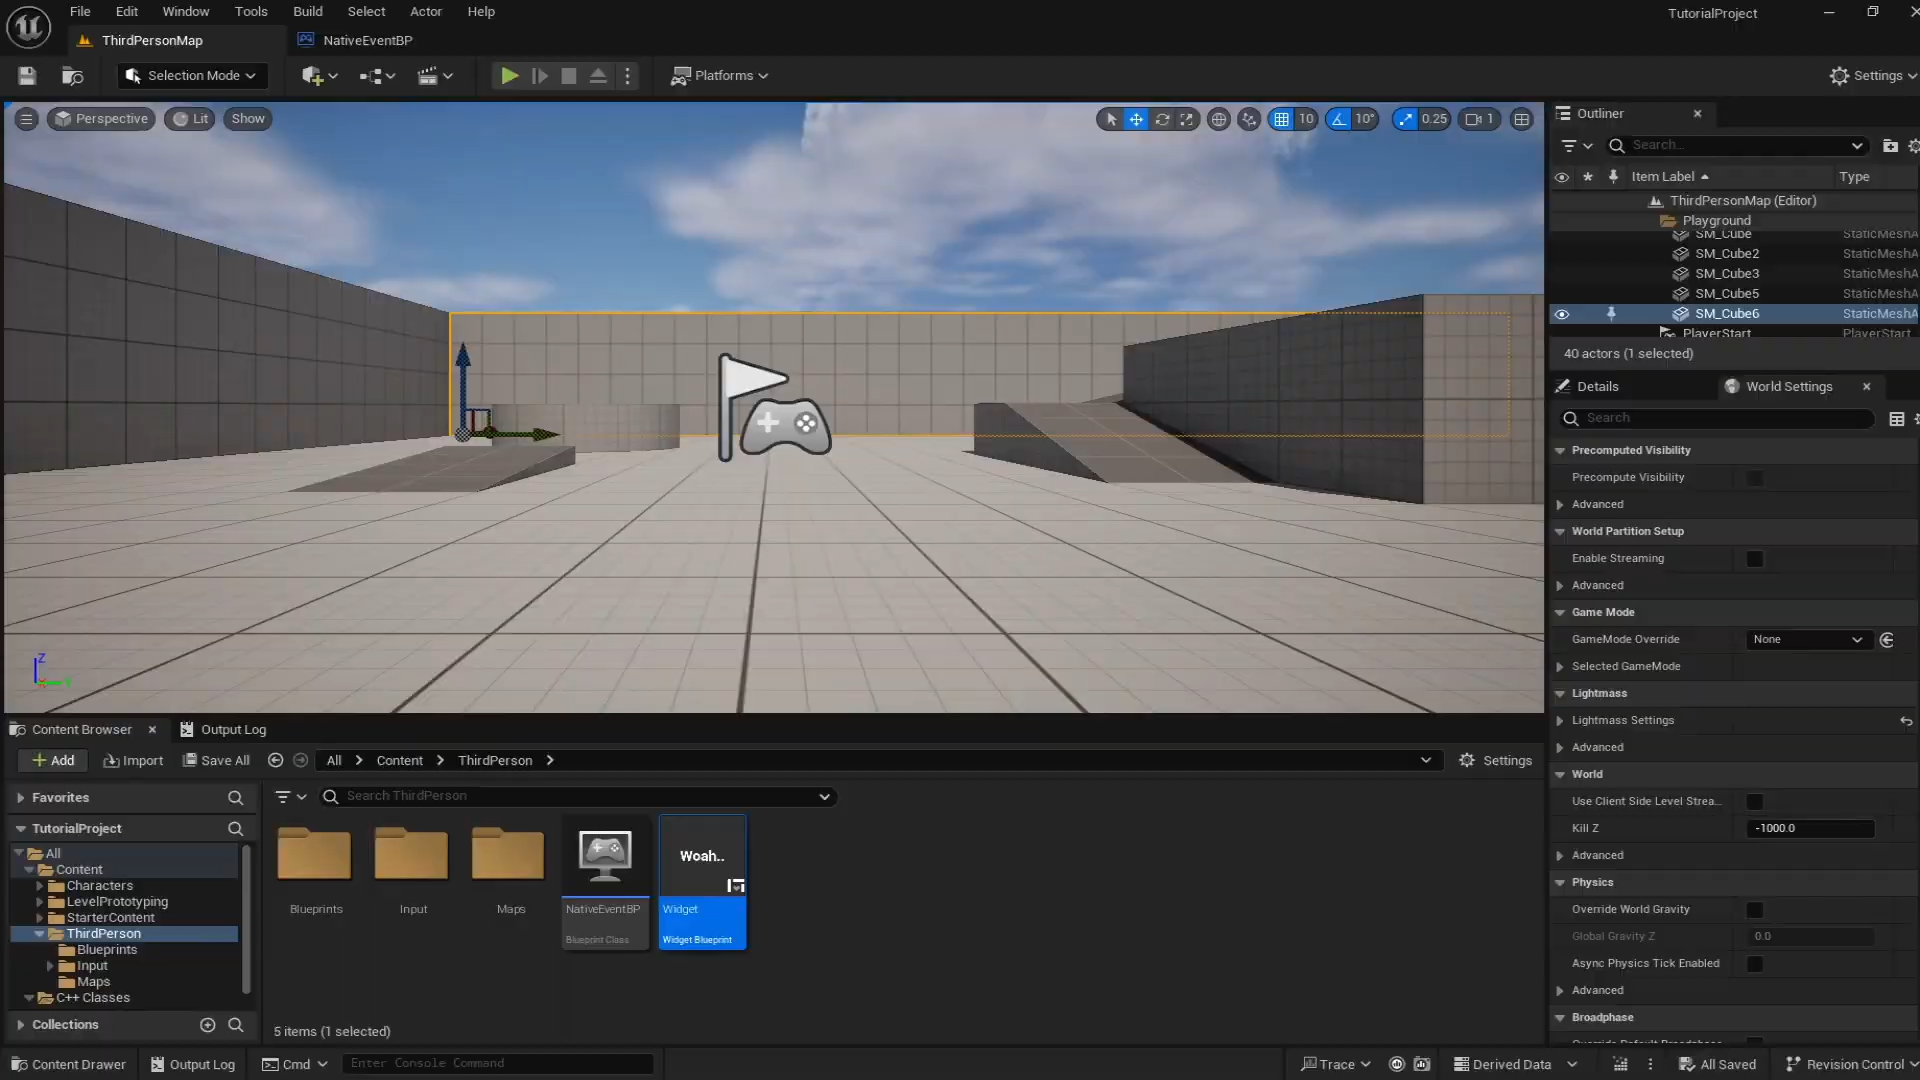 File Edit Window Tools Build Select Actor Help
TutorialProject
ThirdPersonMap
NativeEventBP
Selection Mode
Platforms
Settings
Perspective
Lit
Show
10
10°
0.25
1
Outliner
Search...
Item Label
Type
ThirdPersonMap (Editor)
Playground
SM_Cube StaticMeshA
SM_Cube2 StaticMeshA
SM_Cube3 StaticMeshA
SM_Cube5 StaticMeshA
SM_Cube6 StaticMeshA
PlayerStart PlayerStart
40 actors (1 selected)
Details
World Settings
Search
Precomputed Visibility
Precompute Visibility
Advanced
World Partition Setup
Enable Streaming
Advanced
Game Mode
GameMode Override None
Selected GameMode
Lightmass
Lightmass Settings
Advanced
World
Use Client Side Level Strea...
Kill Z -1000.0
Advanced
Physics
Override World Gravity
Global Gravity Z 0.0
Async Physics Tick Enabled
Advanced
Broadphase
Override Default Broadphase
Z
Content Browser
Output Log
Add
Import
Save All
All
Content
ThirdPerson
Settings
Favorites
Search ThirdPerson
TutorialProject
All
Content
Characters
LevelPrototyping
StarterContent
ThirdPerson
Blueprints
Input
Maps
C++ Classes
Collections
Blueprints
Input
Maps
NativeEventBP
Blueprint Class
Woah..
Widget
Widget Blueprint
5 items (1 selected)
Content Drawer
Output Log
Cmd
Enter Console Command
Trace
Derived Data
All Saved
Revision Control